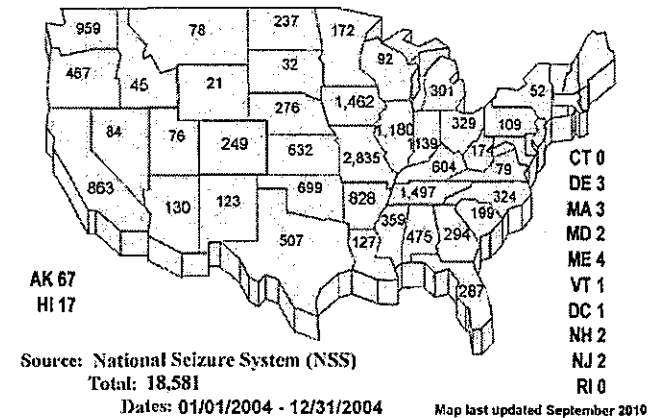 959
78
237
172
92
301
52
467
45
21
32
1,462
276
1,180
1139
329
109
84
76
249
632
2,835
604
174
79
863
130
123
699
828
1,497
324
199
507
127
359
475
294
287
CT 0
DE 3
MA 3
MD 2
ME 4
VT 1
DC 1
NH 2
NJ 2
RI 0
AK 67
HI 17
Source: National Seizure System (NSS)
Total: 18,581
Dates: 01/01/2004 - 12/31/2004
Map last updated September 2010